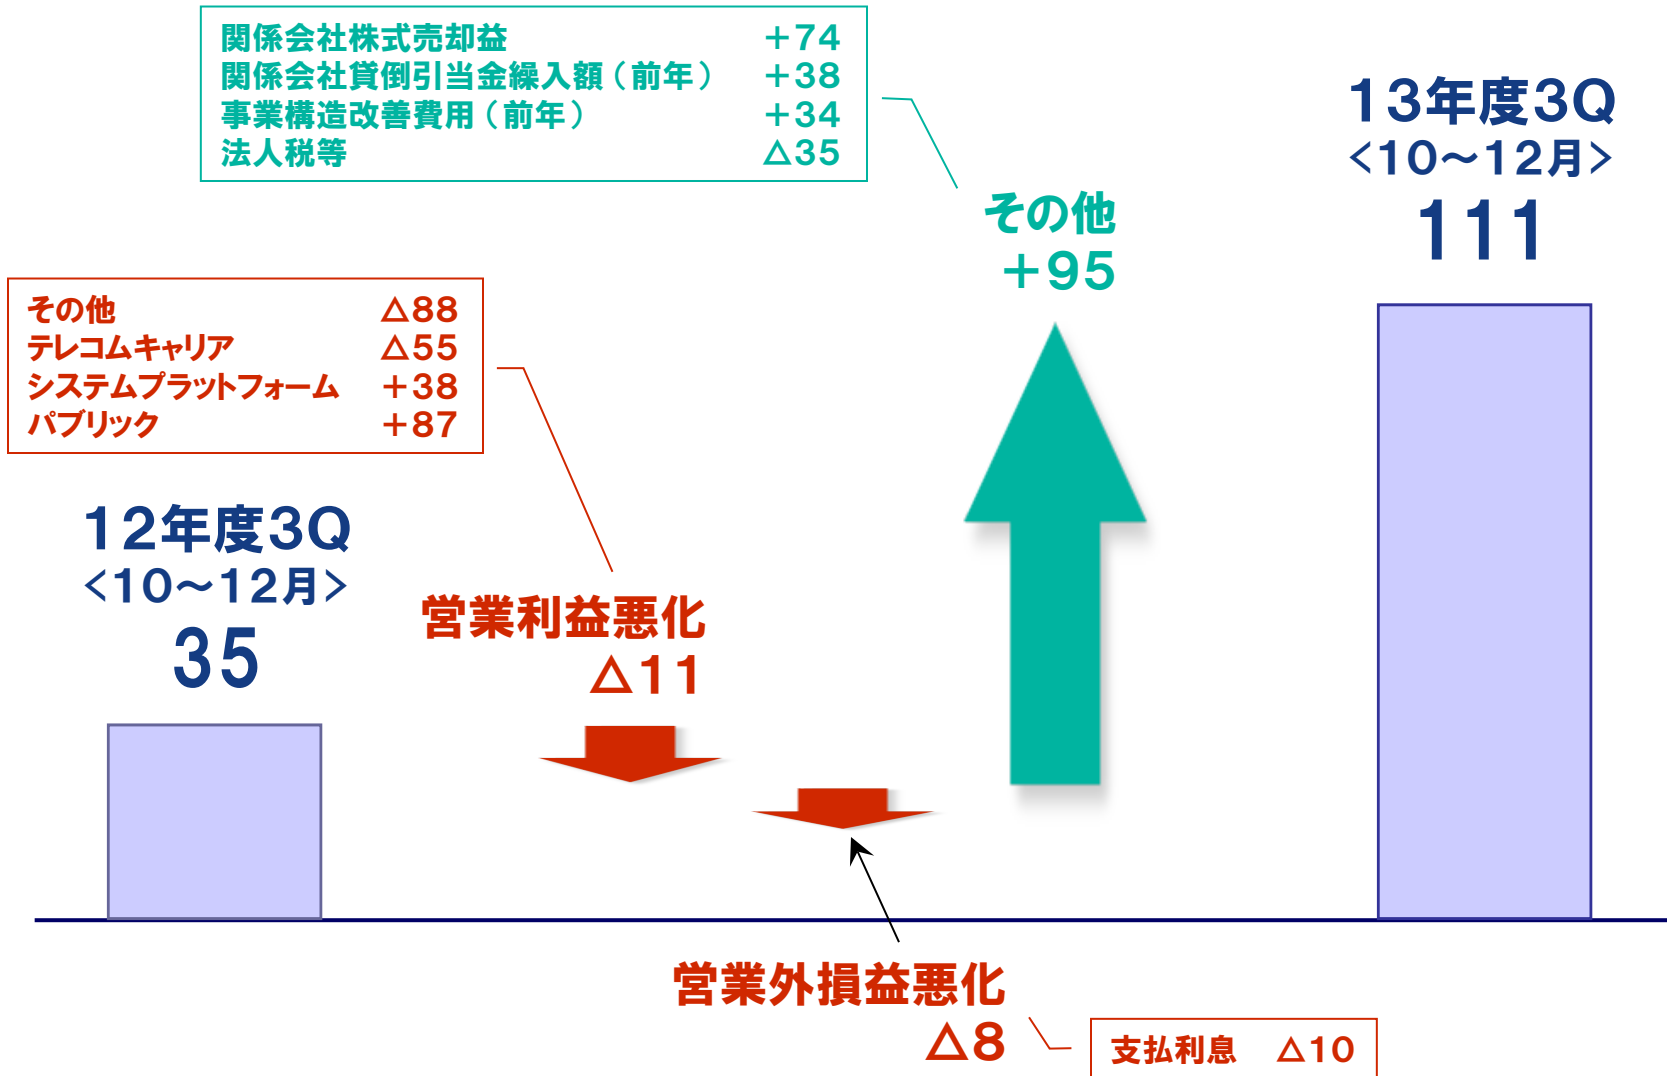 関係会社株式売却益 +74
関係会社貸倒引当金繰入額（前年） +38
事業構造改善費用（前年） +34
法人税等 △35
13年度3Q
<10～12月>
111
その他
+95
その他 △88
テレコムキャリア △55
システムプラットフォーム +38
パブリック +87
12年度3Q
<10～12月>
35
営業利益悪化
△11
営業外損益悪化
△8
支払利息 △10